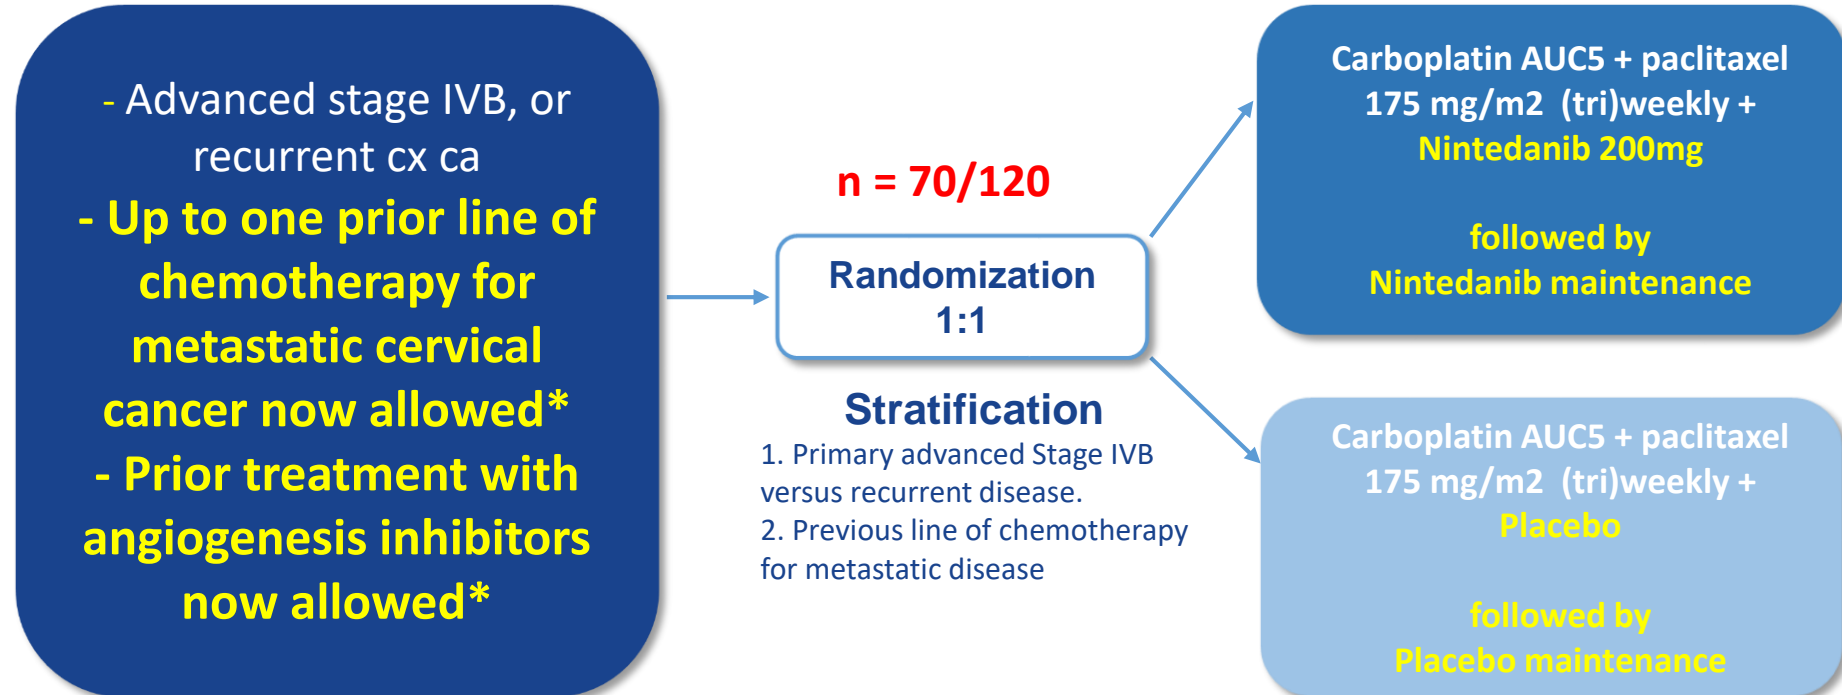 - Advanced stage IVB, or
recurrent cx ca
- Up to one prior line of
chemotherapy for
metastatic cervical
cancer now allowed*
- Prior treatment with
angiogenesis inhibitors
now allowed*
n = 70/120
Randomization
1:1
Stratification
1. Primary advanced Stage IVB
versus recurrent disease.
2. Previous line of chemotherapy
for metastatic disease
Carboplatin AUC5 + paclitaxel
175 mg/m2 (tri)weekly +
Nintedanib 200mg
followed by
Nintedanib maintenance
Carboplatin AUC5 + paclitaxel
175 mg/m2 (tri)weekly +
Placebo
followed by
Placebo maintenance